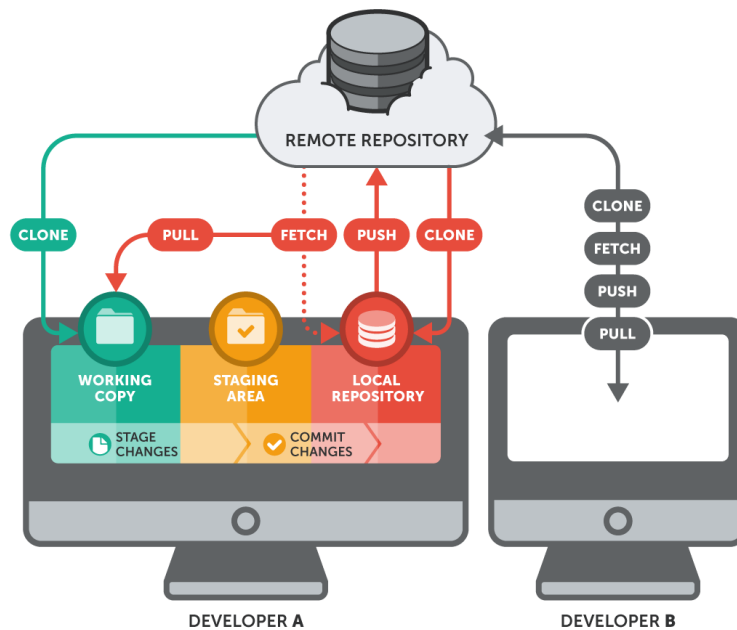 REMOTE REPOSITORY
CLONE
PULL
FETCH
PUSH
CLONE
CLONE
FETCH
PUSH
PULL
WORKING
COPY
STAGING
AREA
LOCAL
REPOSITORY
STAGE
CHANGES
COMMIT
CHANGES
DEVELOPER A
DEVELOPER B